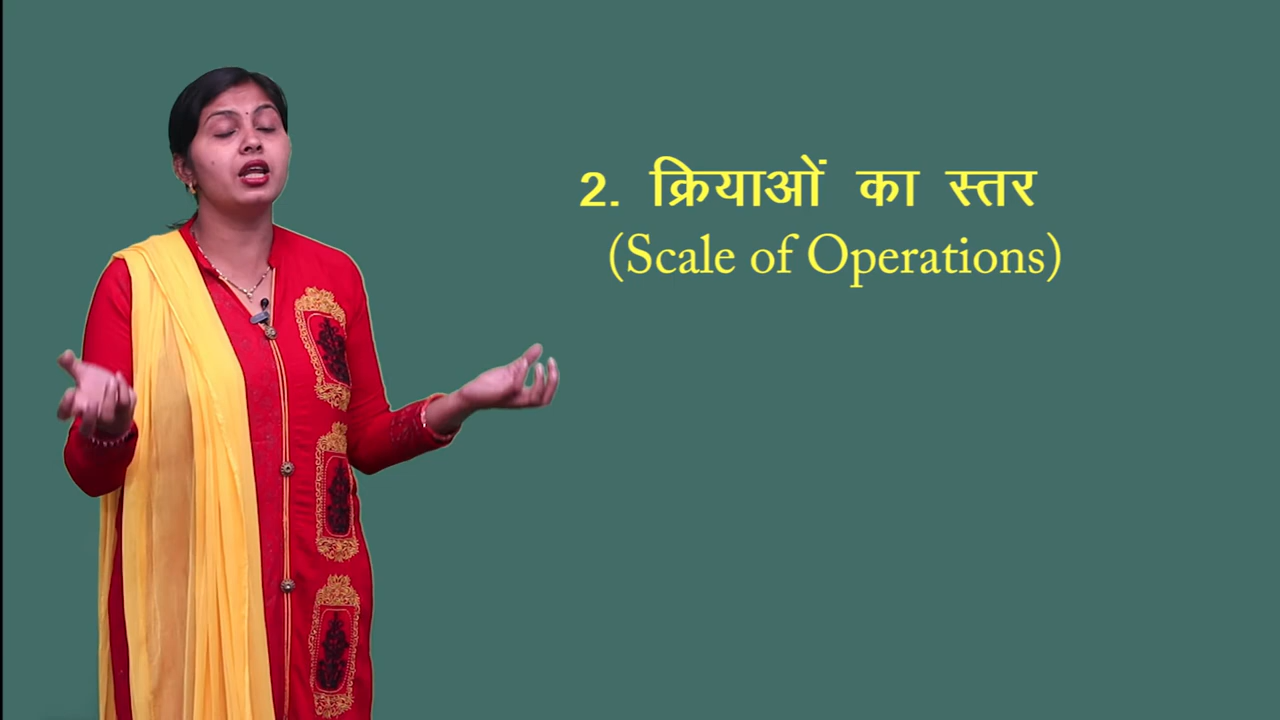 2. क्रियाओं का स्तर
(Scale of Operations)